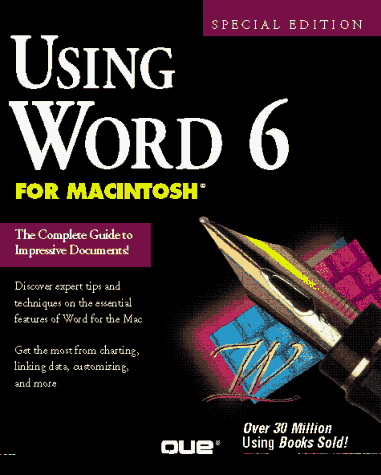 SPECIAL EDITION
USING
WORD 6
FOR MACINTOSH®
The Complete Guide to
Impressive Documents!
Discover expert tips and
techniques on the essential
features of Word for the Mac
Get the most from charting,
linking data, customizing,
and more
W
Over 30 Million
Using Books Sold!
QUE®